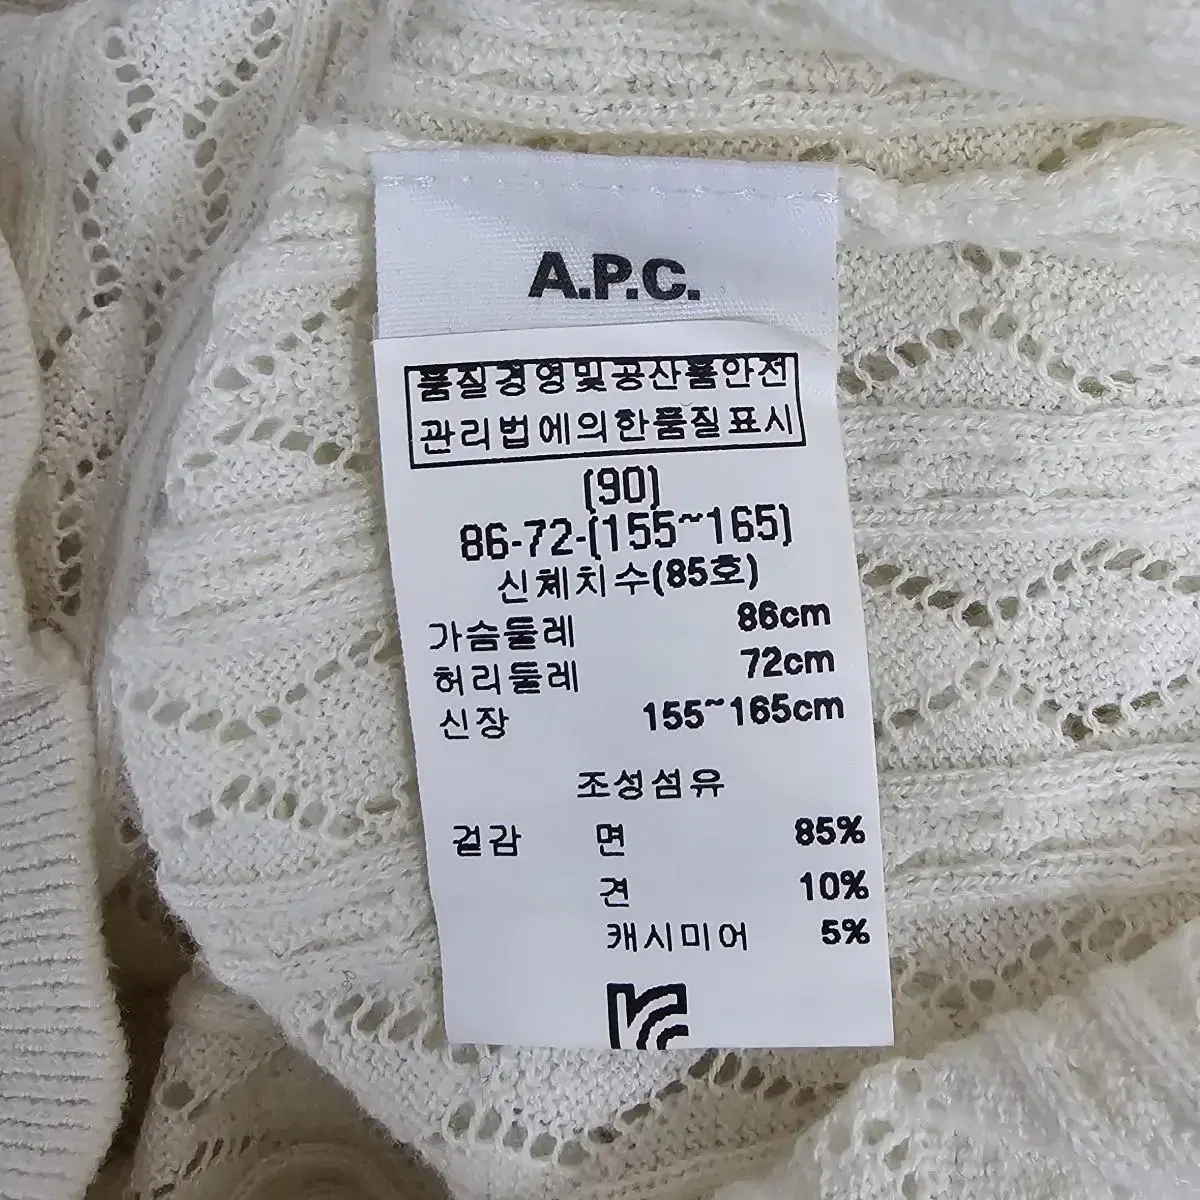 A.P.C.
품질경영및공산품안전
관리법에의한품질표시
(90)
86-72-(155~165)
신체치수(85호)
가슴둘레 86cm
허리둘레 72cm
신장 155~165cm
조성섬유
겉감 면 85%
견 10%
캐시미어 5%